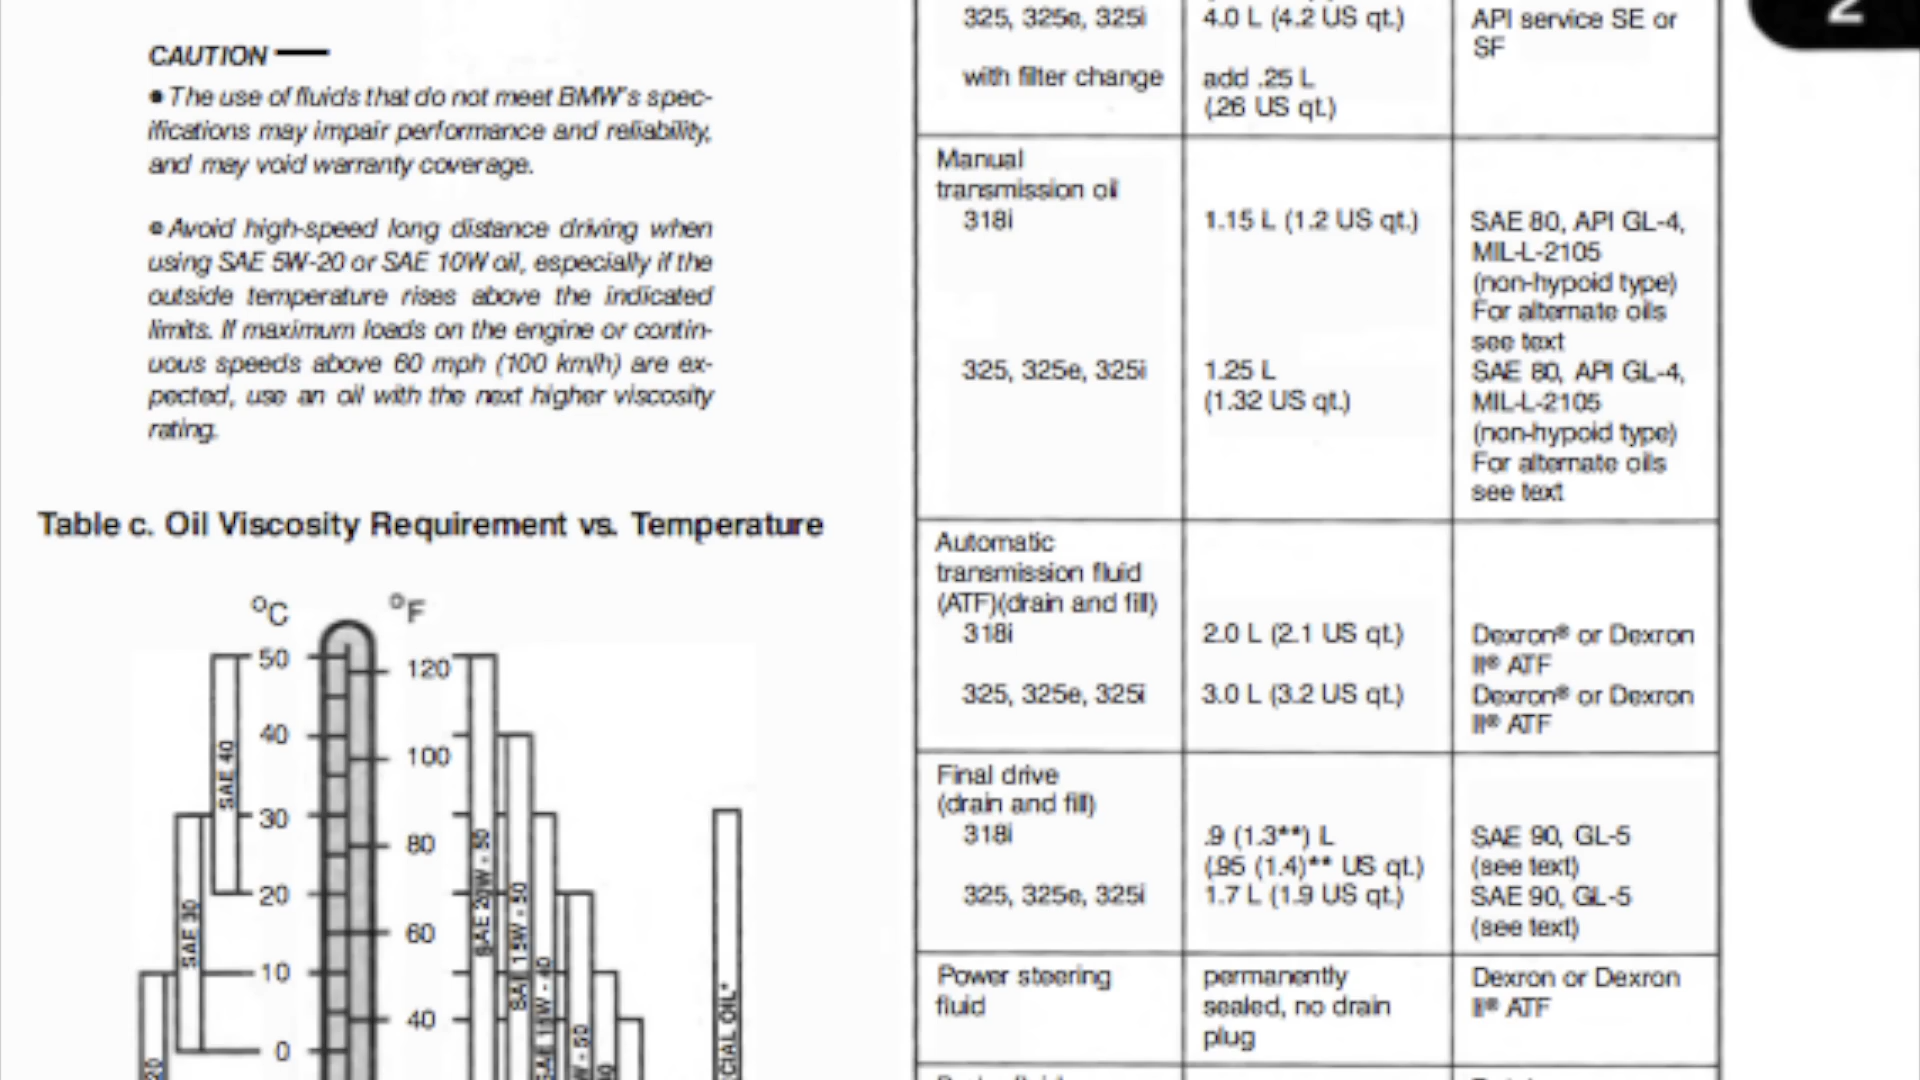 CAUTION —
• The use of fluids that do not meet BMW's spec-
ifications may impair performance and reliability,
and may void warranty coverage.
• Avoid high-speed long distance driving when
using SAE 5W-20 or SAE 10W oil, especially if the
outside temperature rises above the indicated
limits. If maximum loads on the engine or contin-
uous speeds above 60 mph (100 km/h) are ex-
pected, use an oil with the next higher viscosity
rating.
Table c. Oil Viscosity Requirement vs. Temperature
°C °F
50 120
40 100
30 80
20 60
10 40
0
SAE 40
SAE 30
20
SAE 20W - 50
SAE 15W - 50
SAE 15W - 40
W - 50
CIAL OIL*
2
325, 325e, 325i 4.0 L (4.2 US qt.) API service SE or
SF
with filter change add .25 L
(.26 US qt.)
Manual
transmission oil
318i 1.15 L (1.2 US qt.) SAE 80, API GL-4,
MIL-L-2105
(non-hypoid type)
For alternate oils
see text
325, 325e, 325i 1.25 L SAE 80, API GL-4,
(1.32 US qt.) MIL-L-2105
(non-hypoid type)
For alternate oils
see text
Automatic
transmission fluid
(ATF)(drain and fill)
318i 2.0 L (2.1 US qt.) Dexron® or Dexron
II® ATF
325, 325e, 325i 3.0 L (3.2 US qt.) Dexron® or Dexron
II® ATF
Final drive
(drain and fill)
318i .9 (1.3**) L SAE 90, GL-5
(.95 (1.4)** US qt.) (see text)
325, 325e, 325i 1.7 L (1.9 US qt.) SAE 90, GL-5
(see text)
Power steering permanently Dexron or Dexron
fluid sealed, no drain II® ATF
plug